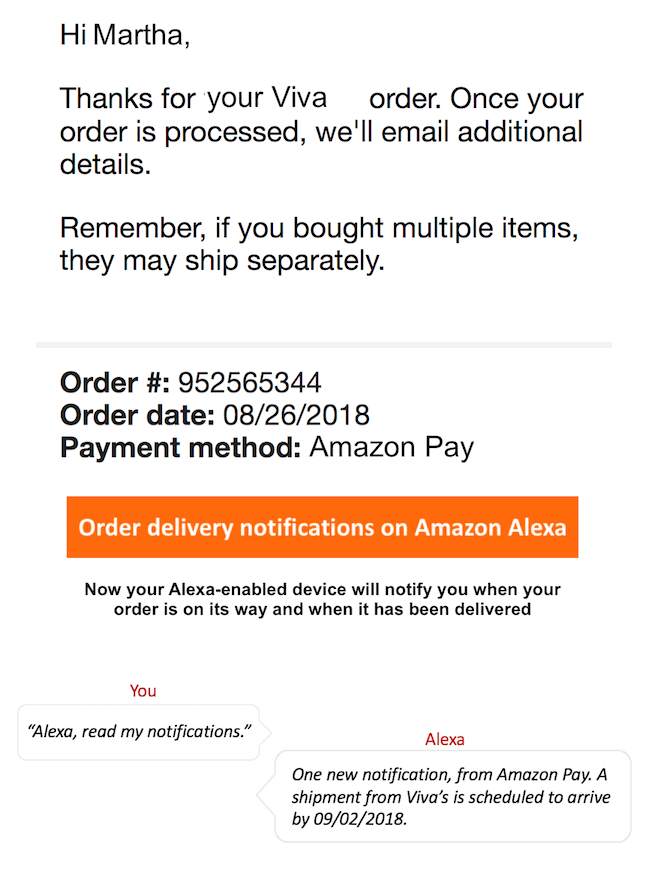 Hi Martha,
Thanks for your Viva order. Once your
order is processed, we'll email additional
details.
Remember, if you bought multiple items,
they may ship separately.
Order #: 952565344
Order date: 08/26/2018
Payment method: Amazon Pay
Order delivery notifications on Amazon Alexa
Now your Alexa-enabled device will notify you when your
order is on its way and when it has been delivered
You
“Alexa, read my notifications.”
Alexa
One new notification, from Amazon Pay. A
shipment from Viva’s is scheduled to arrive
by 09/02/2018.